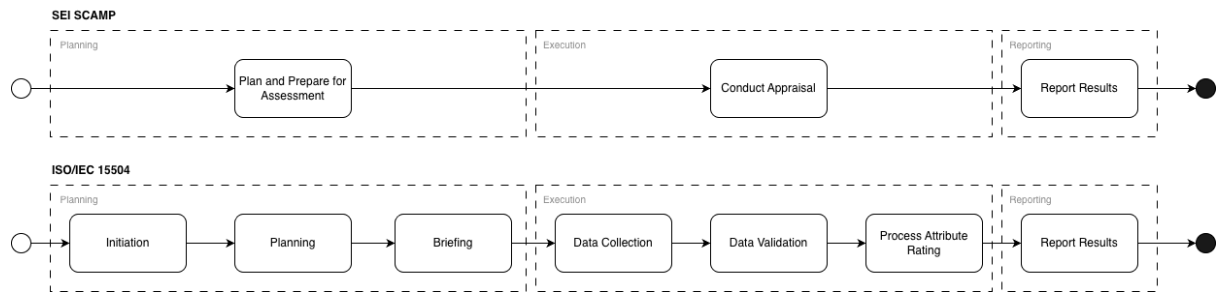 SEI SCAMP
Planning
Execution
Reporting
Plan and Prepare for
Assessment
Conduct Appraisal
Report Results
ISO/IEC 15504
Planning
Execution
Reporting
Initiation
Planning
Briefing
Data Collection
Data Validation
Process Attribute
Rating
Report Results